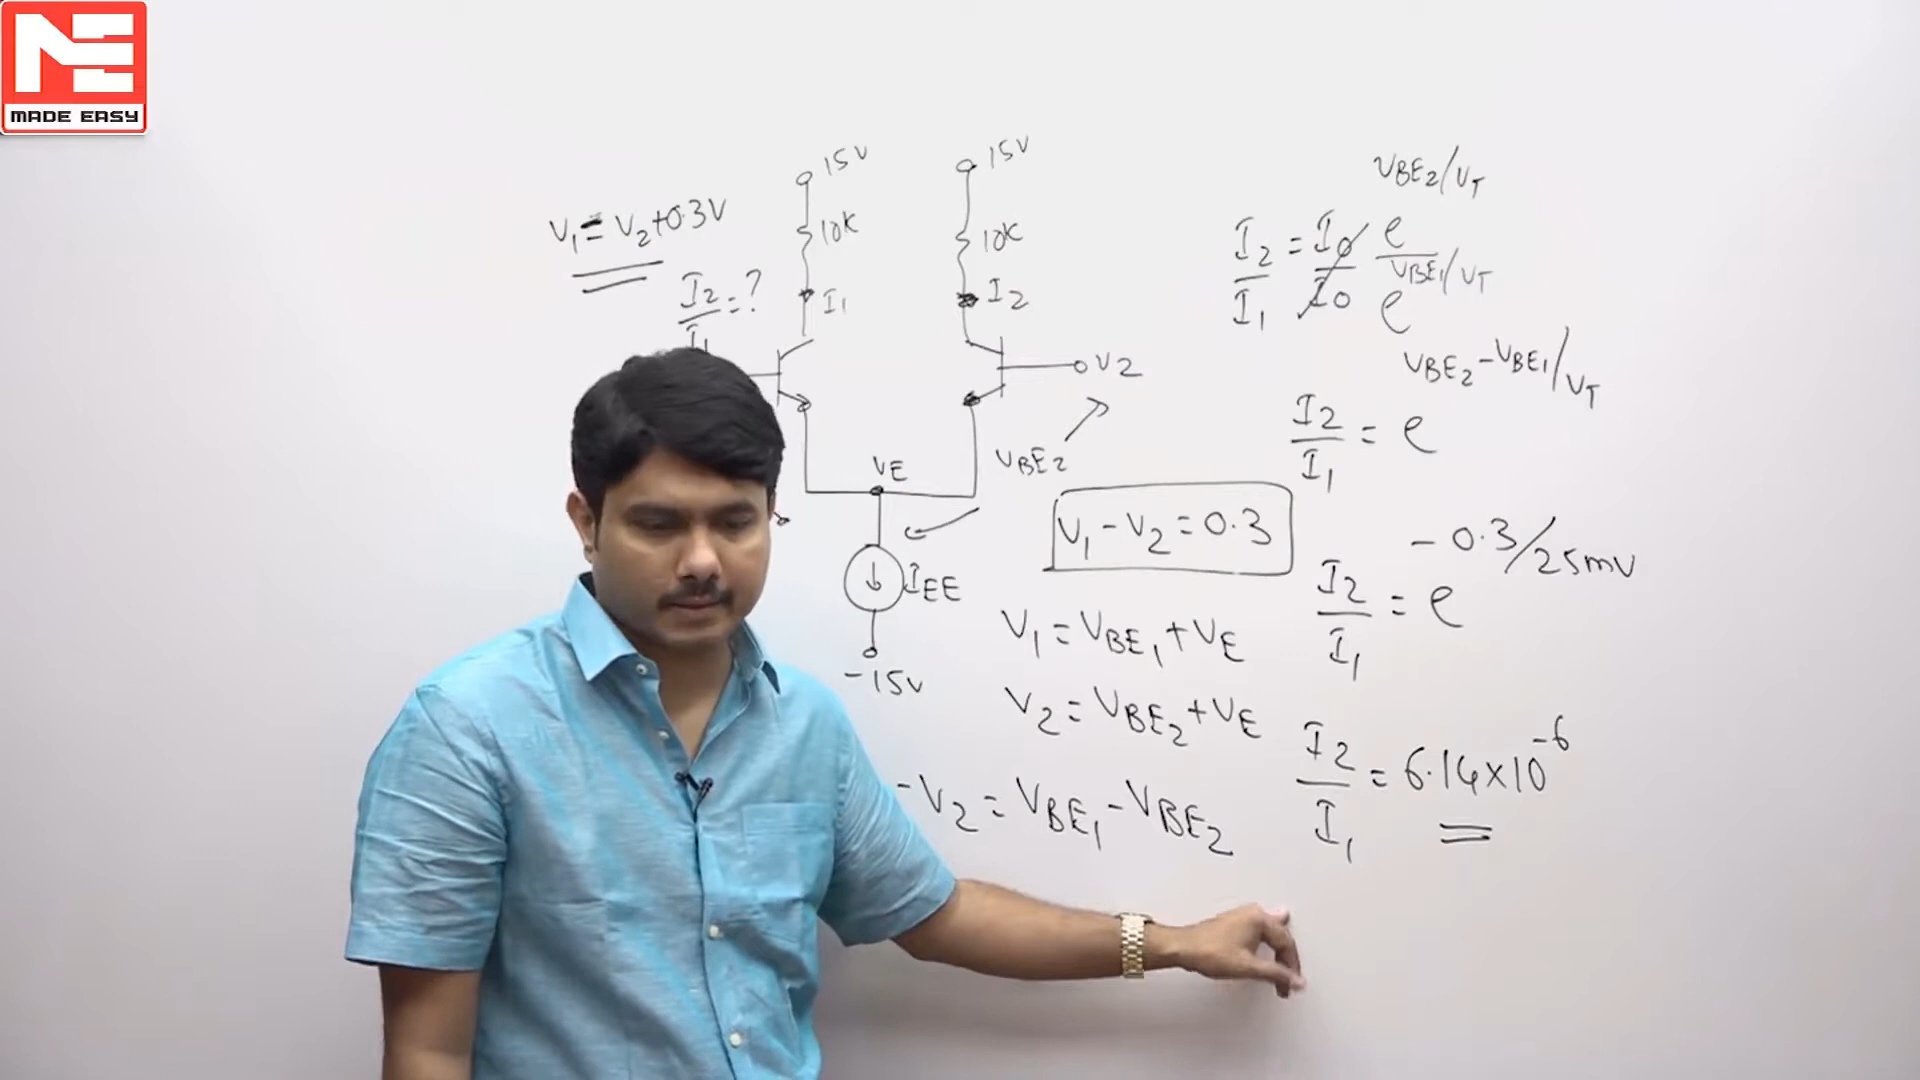 MADE EASY
V1 = V2 + 0.3V
I2/I1 = ?
15V
10K
I1
15V
10K
I2
V2
VBE2
VE
IEE
-15V
V1 - V2 = 0.3
V1 = VBE1 + VE
V2 = VBE2 + VE
- V2 = VBE1 - VBE2
I2/I1 = I0/I0 e^VBE2/VT / e^VBE1/VT
I2/I1 = e^VBE2 - VBE1/VT
I2/I1 = e^-0.3/25mV
I2/I1 = 6.14x10^-6